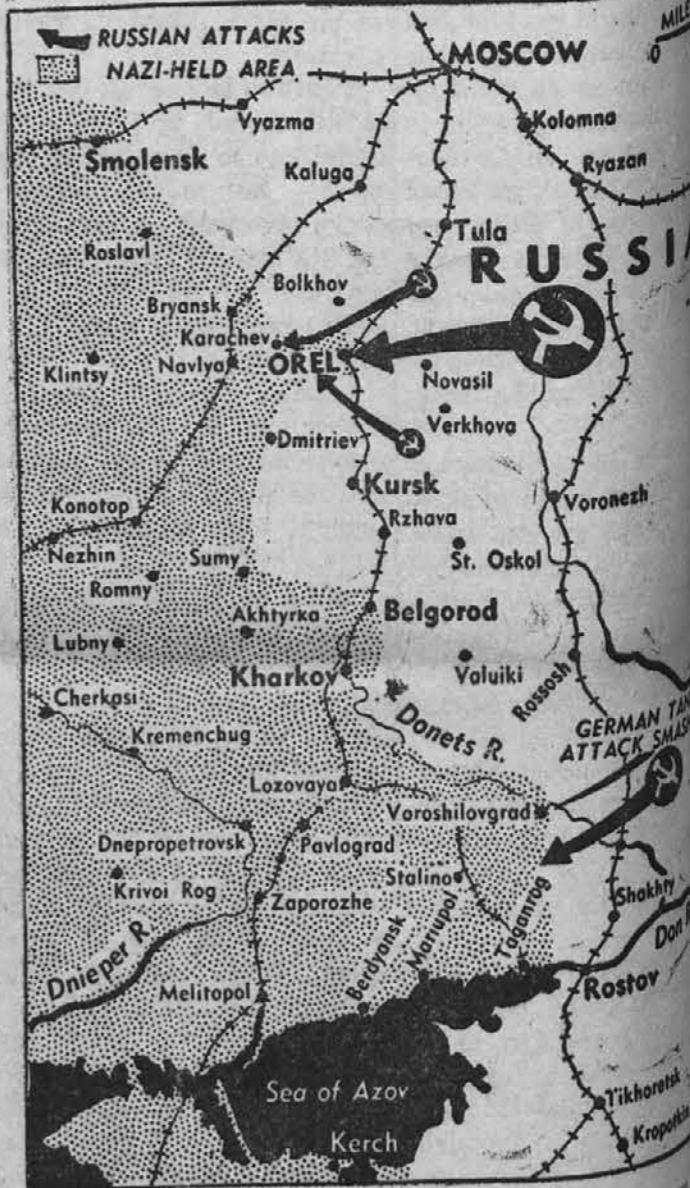 RUSSIAN ATTACKS
NAZI-HELD AREA
MOSCOW
Vyazma
Kolomna
Smolensk
Kaluga
Ryazan
Roslavl
Tula
RUSSI
Bolkhov
Bryansk
Karachev
Klintsy
Navlya
OREL
Novasil
Verkhova
Dmitriev
Kursk
Konotop
Voronezh
Rzhava
Nezhin
Sumy
St. Oskol
Romny
Akhtyrka
Belgorod
Lubny
Kharkov
Valuiki
Rossosh
Cherkasi
Donets R.
Kremenchug
GERMAN TAN
ATTACK SMAS
Lozovaya
Voroshilovgrad
Dnepropetrovsk
Pavlograd
Krivoi Rog
Stalino
Zaporozhe
Shakhty
Dnieper R.
Berdyansk
Mariupol
Taganrog
Don
Melitopol
Rostov
Sea of Azov
Tikhoretsk
Kerch
Kropotki